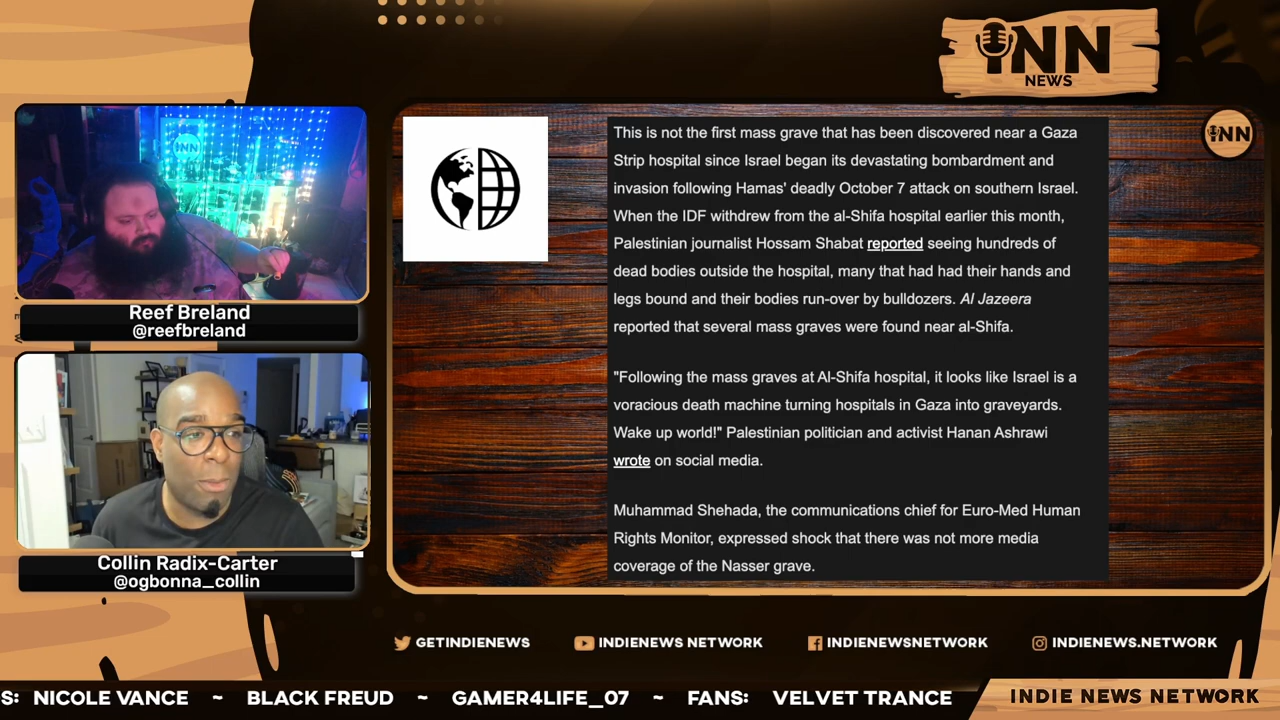 INN
NEWS
INN
This is not the first mass grave that has been discovered near a Gaza
Strip hospital since Israel began its devastating bombardment and
invasion following Hamas' deadly October 7 attack on southern Israel.
When the IDF withdrew from the al-Shifa hospital earlier this month,
Palestinian journalist Hossam Shabat reported seeing hundreds of
dead bodies outside the hospital, many that had had their hands and
legs bound and their bodies run-over by bulldozers. Al Jazeera
reported that several mass graves were found near al-Shifa.
"Following the mass graves at Al-Shifa hospital, it looks like Israel is a
voracious death machine turning hospitals in Gaza into graveyards.
Wake up world!" Palestinian politician and activist Hanan Ashrawi
wrote on social media.
Muhammad Shehada, the communications chief for Euro-Med Human
Rights Monitor, expressed shock that there was not more media
coverage of the Nasser grave.
INN
Reef Breland
@reefbreland
Collin Radix-Carter
@ogbonna_collin
GETINDIENEWS
INDIENEWS NETWORK
INDIENEWSNETWORK
INDIENEWS.NETWORK
S: NICOLE VANCE ~ BLACK FREUD ~ GAMER4LIFE_07 ~ FANS: VELVET TRANCE
INDIE NEWS NETWORK